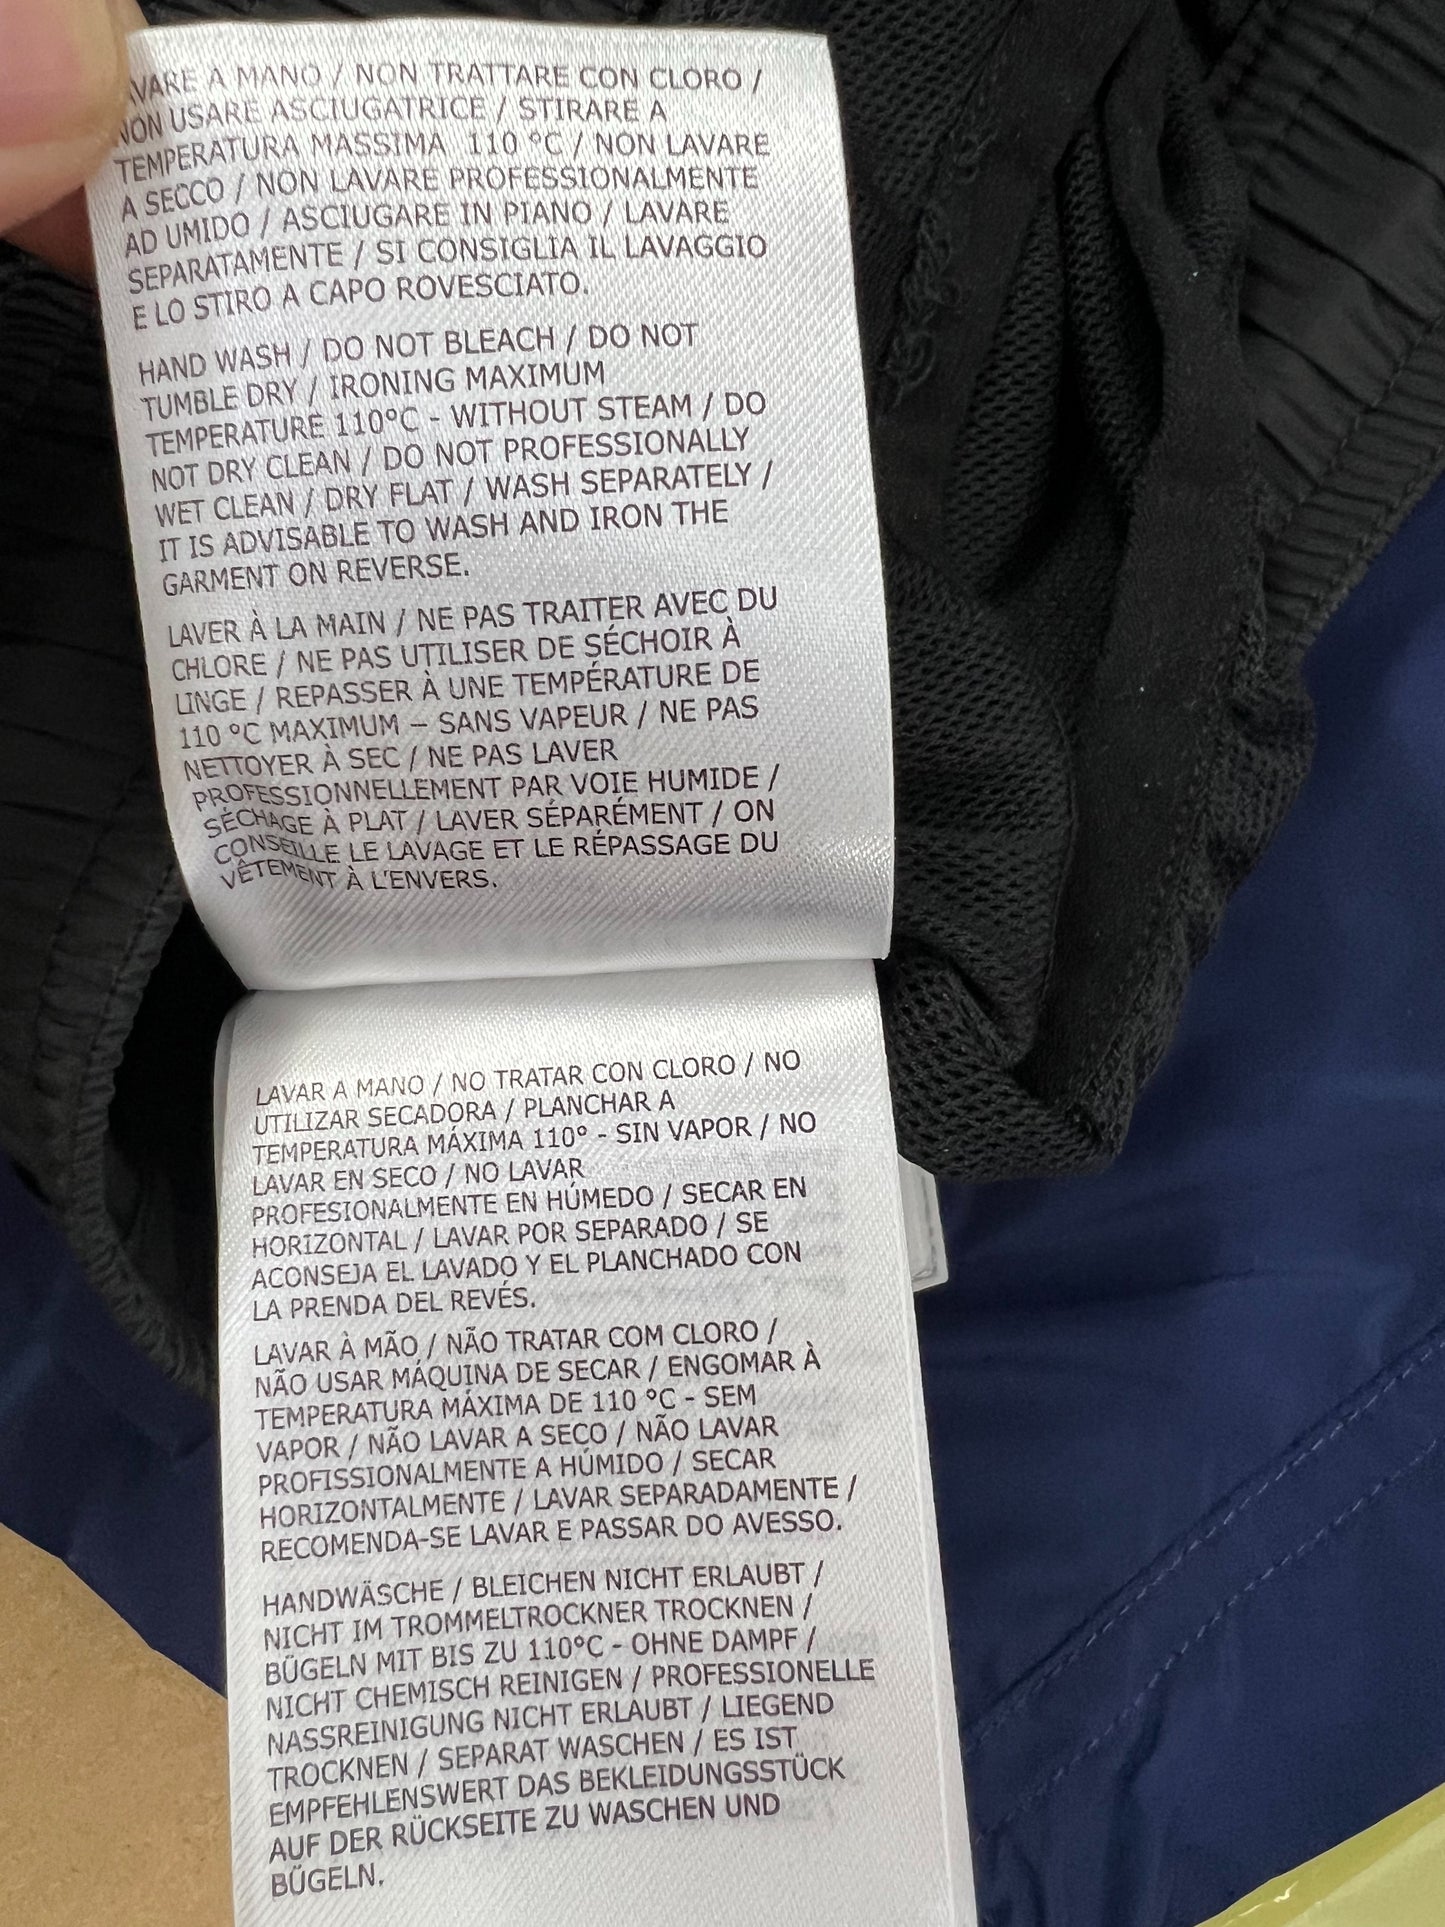 LAVARE A MANO / NON TRATTARE CON CLORO /
NON USARE ASCIUGATRICE / STIRARE A
TEMPERATURA MASSIMA 110 °C / NON LAVARE
A SECCO / NON LAVARE PROFESSIONALMENTE
AD UMIDO / ASCIUGARE IN PIANO / LAVARE
SEPARATAMENTE / SI CONSIGLIA IL LAVAGGIO
E LO STIRO A CAPO ROVESCIATO.
HAND WASH / DO NOT BLEACH / DO NOT
TUMBLE DRY / IRONING MAXIMUM
TEMPERATURE 110°C - WITHOUT STEAM / DO
NOT DRY CLEAN / DO NOT PROFESSIONALLY
WET CLEAN / DRY FLAT / WASH SEPARATELY /
IT IS ADVISABLE TO WASH AND IRON THE
GARMENT ON REVERSE.
LAVER À LA MAIN / NE PAS TRAITER AVEC DU
CHLORE / NE PAS UTILISER DE SÉCHOIR À
LINGE / REPASSER À UNE TEMPÉRATURE DE
110 °C MAXIMUM – SANS VAPEUR / NE PAS
NETTOYER À SEC / NE PAS LAVER
PROFESSIONNELLEMENT PAR VOIE HUMIDE /
SÉCHAGE À PLAT / LAVER SÉPARÉMENT / ON
CONSEILLE LE LAVAGE ET LE RÉPASSAGE DU
VÊTEMENT À L'ENVERS.
LAVAR A MANO / NO TRATAR CON CLORO / NO
UTILIZAR SECADORA / PLANCHAR A
TEMPERATURA MÁXIMA 110° - SIN VAPOR / NO
LAVAR EN SECO / NO LAVAR
PROFESIONALMENTE EN HÚMEDO / SECAR EN
HORIZONTAL / LAVAR POR SEPARADO / SE
ACONSEJA EL LAVADO Y EL PLANCHADO CON
LA PRENDA DEL REVÉS.
LAVAR À MÃO / NÃO TRATAR COM CLORO /
NÃO USAR MÁQUINA DE SECAR / ENGOMAR À
TEMPERATURA MÁXIMA DE 110 °C - SEM
VAPOR / NÃO LAVAR A SECO / NÃO LAVAR
PROFISSIONALMENTE A HÚMIDO / SECAR
HORIZONTALMENTE / LAVAR SEPARADAMENTE /
RECOMENDA-SE LAVAR E PASSAR DO AVESSO.
HANDWÄSCHE / BLEICHEN NICHT ERLAUBT /
NICHT IM TROMMELTROCKNER TROCKNEN /
BÜGELN MIT BIS ZU 110°C - OHNE DAMPF /
NICHT CHEMISCH REINIGEN / PROFESSIONELLE
NASSREINIGUNG NICHT ERLAUBT / LIEGEND
TROCKNEN / SEPARAT WASCHEN / ES IST
EMPFEHLENSWERT DAS BEKLEIDUNGSSTÜCK
AUF DER RÜCKSEITE ZU WASCHEN UND
BÜGELN.